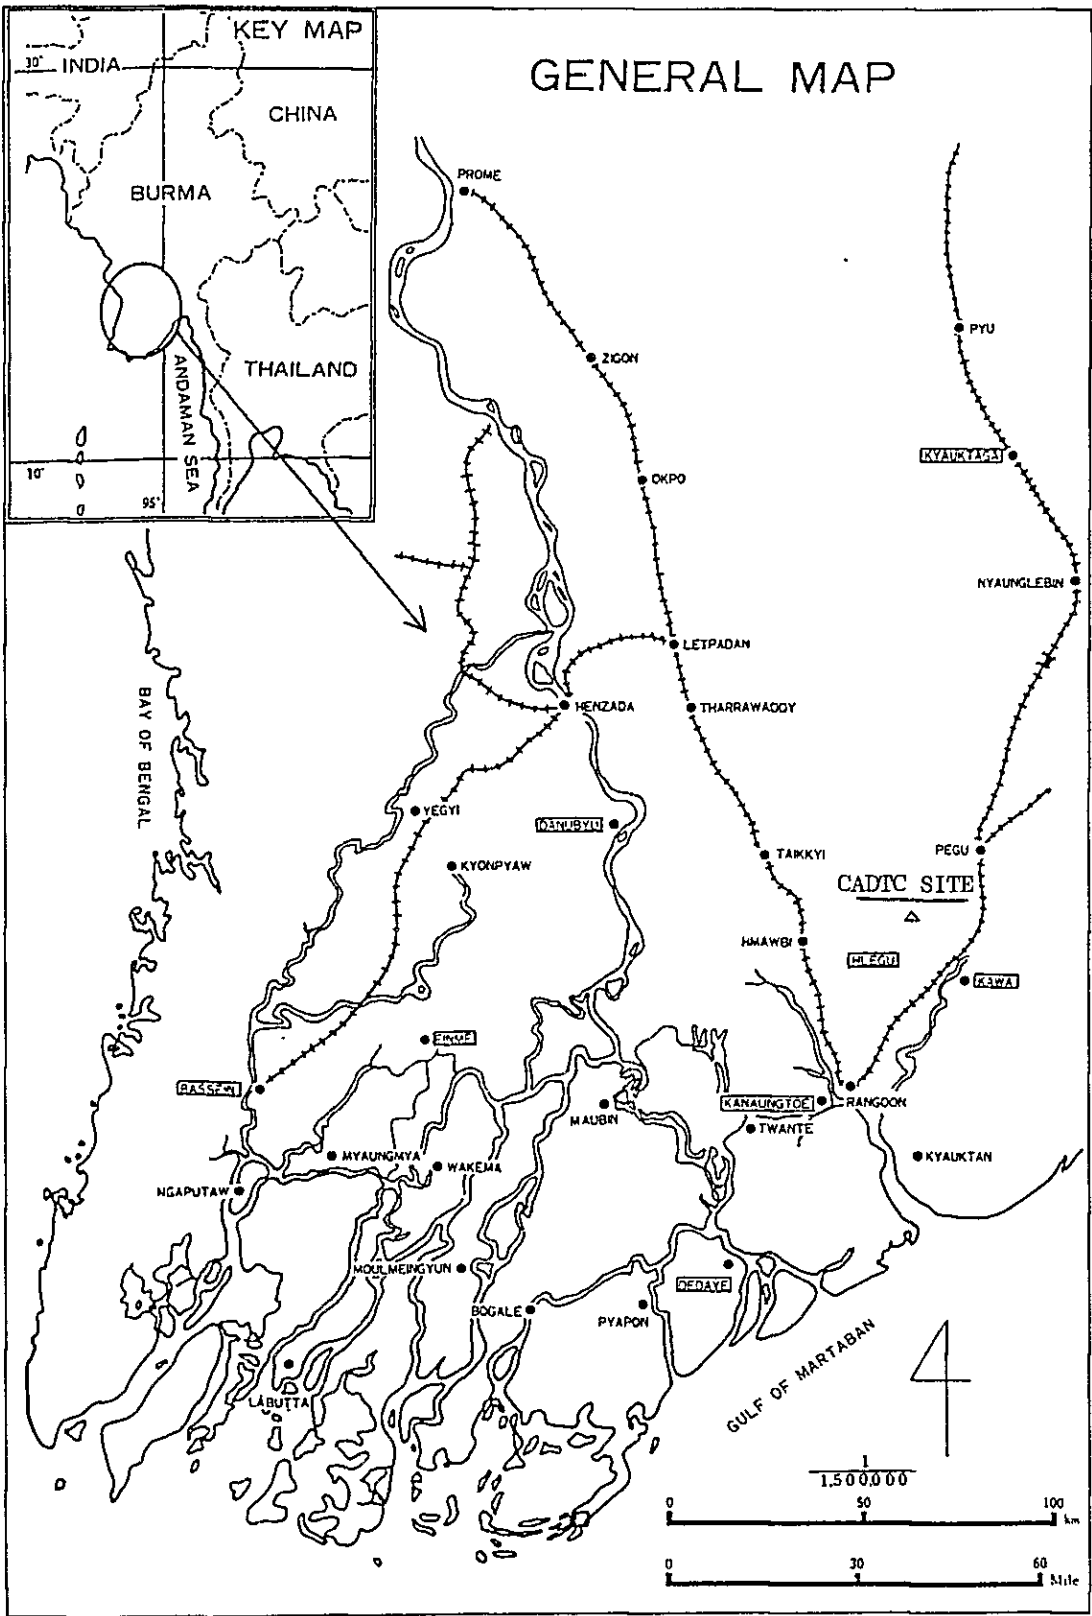 KEY MAP
30°
INDIA
CHINA
BURMA
THAILAND
ANDAMAN SEA
10°
95°
GENERAL MAP
PROME
PYU
ZIGON
KYAUKTAGA
OKPO
NYAUNGLEBIN
LETPADAN
HENZADA
THARRAWADDY
BAY OF BENGAL
YEGYI
DANUBYU
KYONPYAW
TAIKKYI
PEGU
CADTC SITE
HMAWBI
HLEGU
KAWA
EINME
BASSEIN
MAUBIN
KANAUNGTOE
RANGOON
TWANTE
KYAUKTAN
MYAUNGMYA
WAKEMA
NGAPUTAW
MOULMEINGYUN
DEDAYE
BOGALE
PYAPON
LABUTTA
GULF OF MARTABAN
1
1,500,000
0 50 100
km
0 30 60
Mile